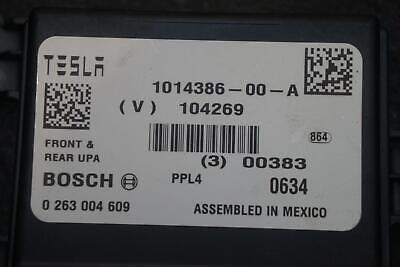 TESLA
1014386-00-A
(V) 104269
864
FRONT &
REAR UPA
(3) 00383
BOSCH
PPL4
0634
0 263 004 609
ASSEMBLED IN MEXICO